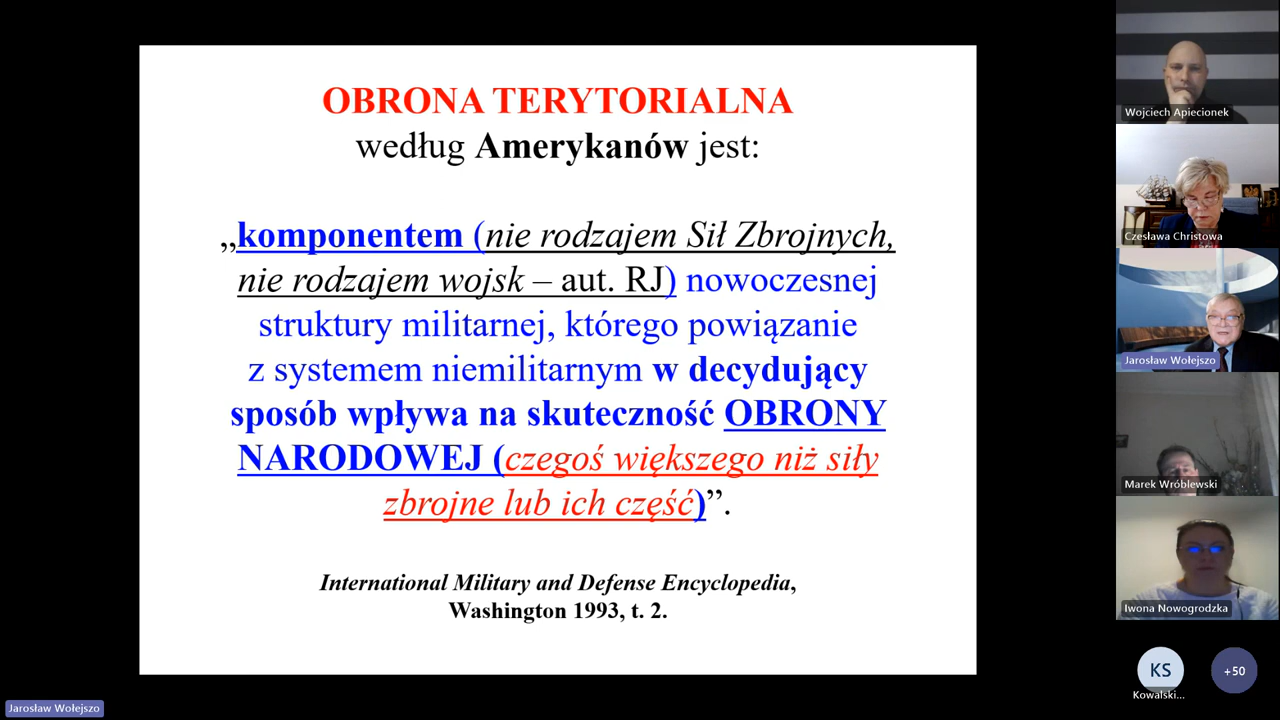 OBRONA TERYTORIALNA
według Amerykanów jest:
„komponentem (nie rodzajem Sił Zbrojnych,
nie rodzajem wojsk – aut. RJ) nowoczesnej
struktury militarnej, którego powiązanie
z systemem niemilitarnym w decydujący
sposób wpływa na skuteczność OBRONY
NARODOWEJ (czegoś większego niż siły
zbrojne lub ich część)”.
International Military and Defense Encyclopedia,
Washington 1993, t. 2.
Wojciech Apiecionek
Czesława Christowa
Jarosław Wołejszo
Marek Wróblewski
Iwona Nowogrodzka
KS
+50
Kowalski...
Jarosław Wołejszo